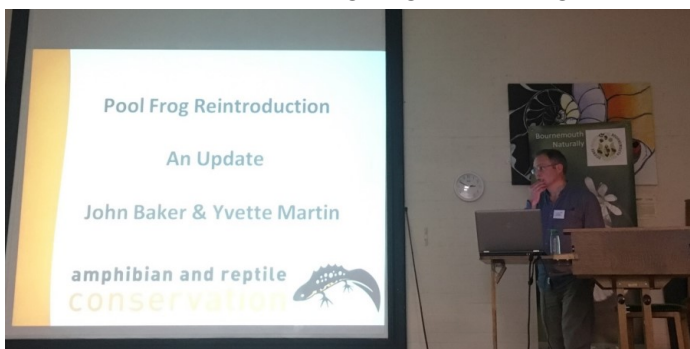 Pool Frog Reintroduction
An Update
John Baker & Yvette Martin
amphibian and reptile
conservation
Bournemouth
Naturally